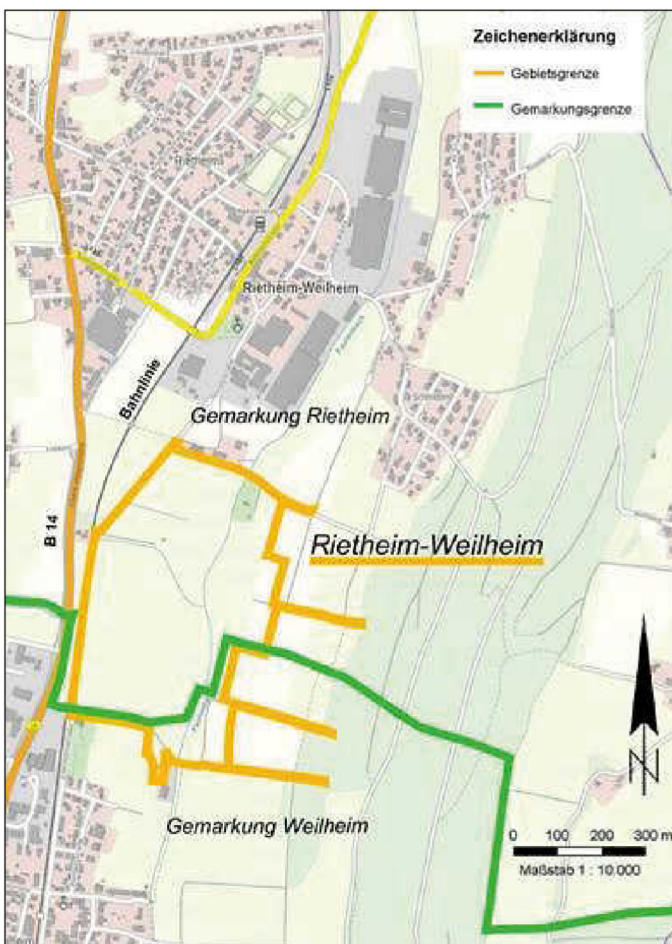 Zeichenerklärung
Gebietsgrenze
Gemarkungsgrenze
Rietheim
Rietheim-Weilheim
Bahnlinie
Gemarkung Rietheim
B 14
Rietheim-Weilheim
Gemarkung Weilheim
N
0 100 200 300 m
Maßstab 1 : 10.000